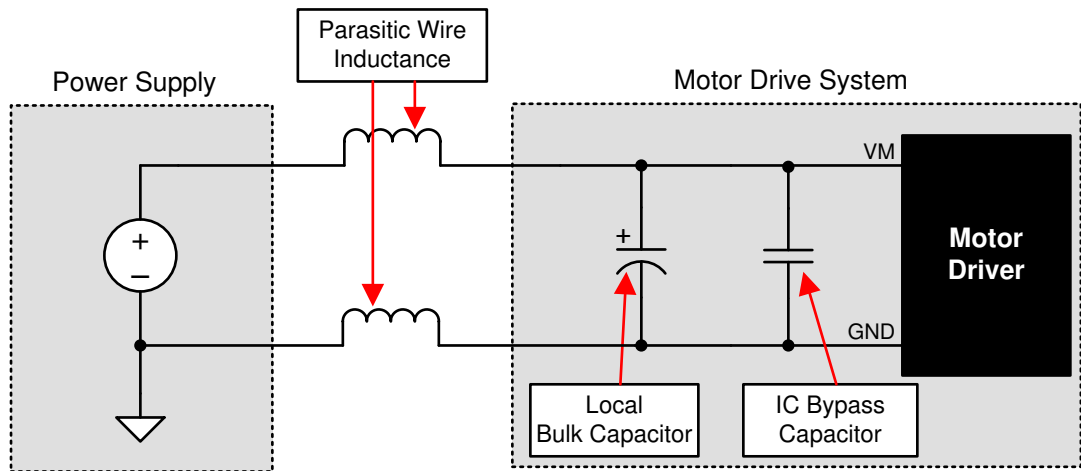 Parasitic Wire
Inductance
Power Supply
Motor Drive System
VM
+
−
+
Motor
Driver
GND
Local
Bulk Capacitor
IC Bypass
Capacitor